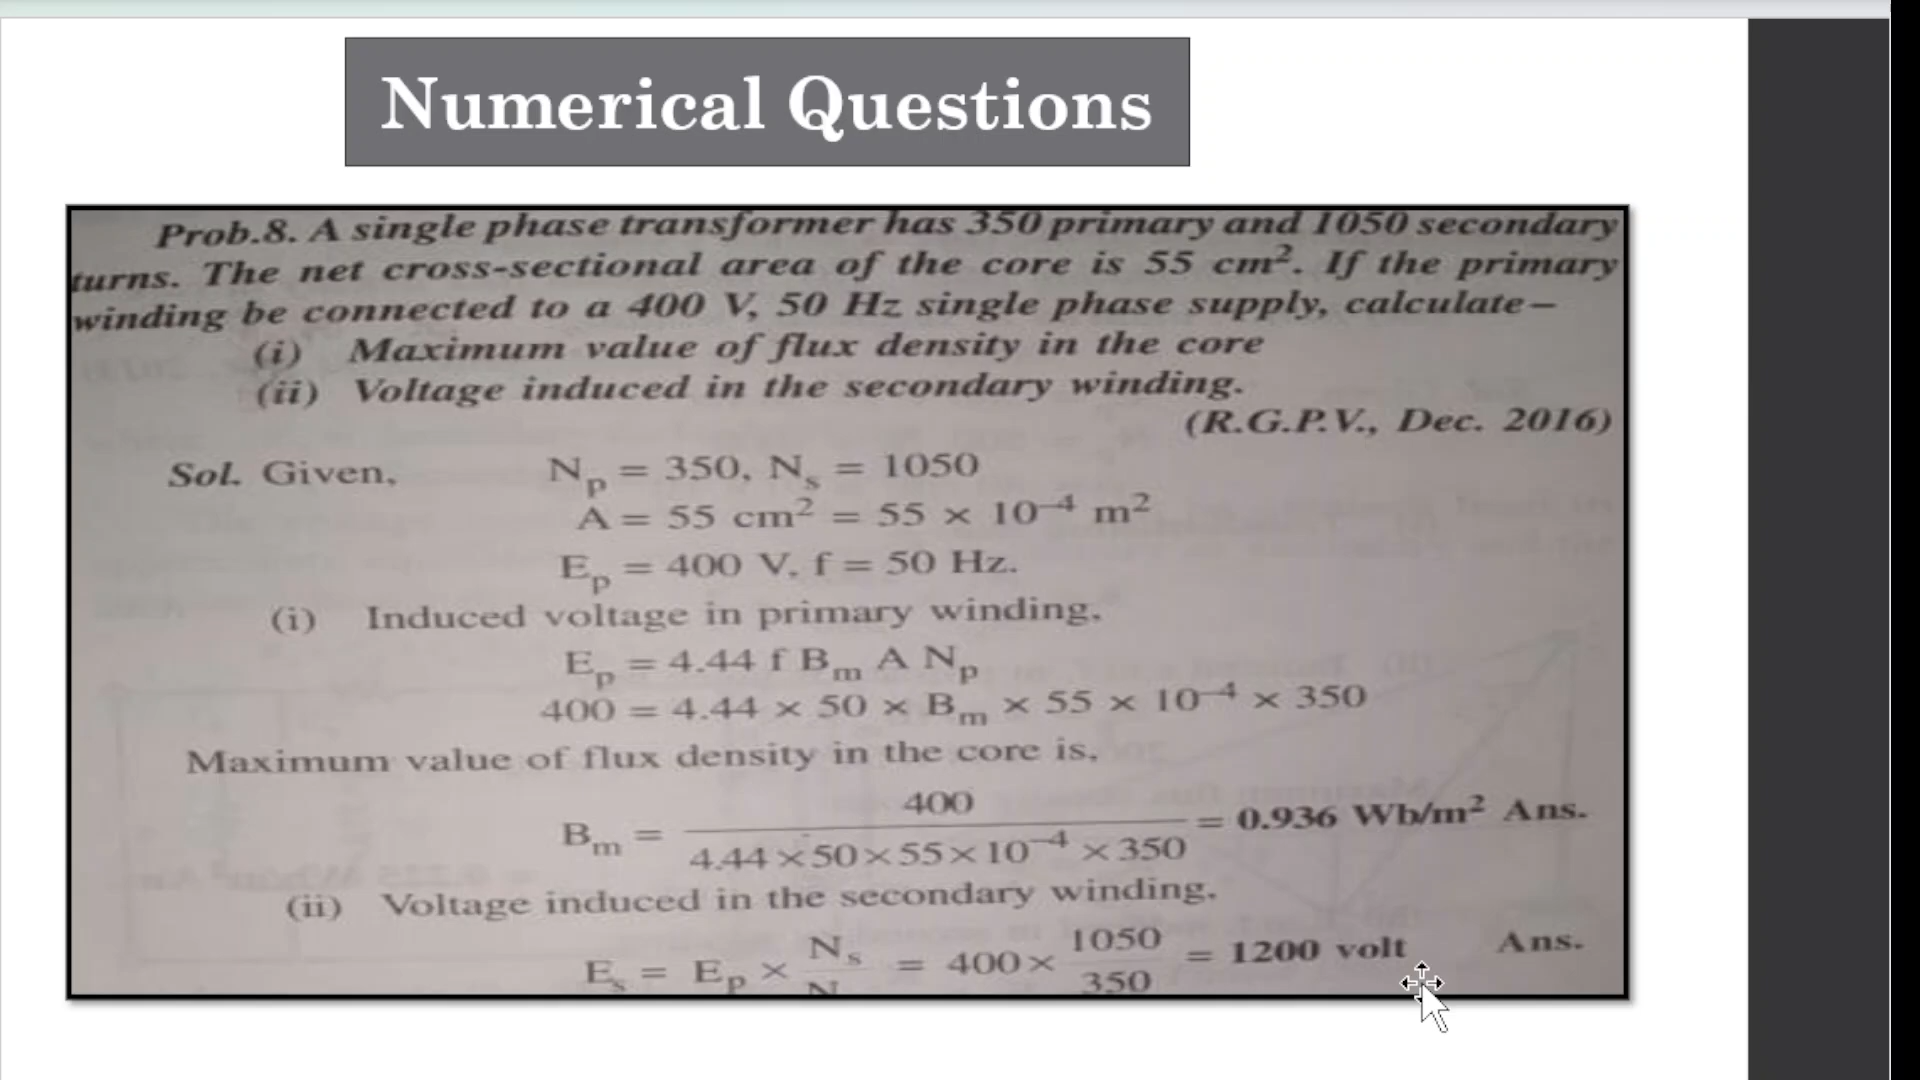 Numerical Questions
Prob.8. A single phase transformer has 350 primary and 1050 secondary
turns. The net cross-sectional area of the core is 55 cm². If the primary
winding be connected to a 400 V, 50 Hz single phase supply, calculate–
(i) Maximum value of flux density in the core
(ii) Voltage induced in the secondary winding.
(R.G.P.V., Dec. 2016)
Sol. Given, Nₚ = 350, Nₛ = 1050
A = 55 cm² = 55 × 10⁻⁴ m²
Eₚ = 400 V, f = 50 Hz.
(i) Induced voltage in primary winding,
Eₚ = 4.44 f Bₘ A Nₚ
400 = 4.44 × 50 × Bₘ × 55 × 10⁻⁴ × 350
Maximum value of flux density in the core is,
Bₘ = 400 / 4.44×50×55×10⁻⁴×350 = 0.936 Wb/m² Ans.
(ii) Voltage induced in the secondary winding,
Eₛ = Eₚ × Nₛ / N = 400× 1050 / 350 = 1200 volt Ans.